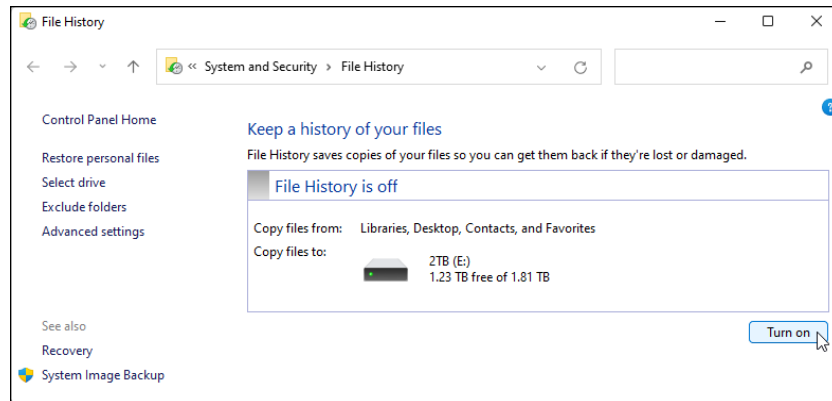 File History
« System and Security › File History
Control Panel Home
Restore personal files
Select drive
Exclude folders
Advanced settings
Keep a history of your files
File History saves copies of your files so you can get them back if they're lost or damaged.
File History is off
Copy files from: Libraries, Desktop, Contacts, and Favorites
Copy files to:
2TB (E:)
1.23 TB free of 1.81 TB
Turn on
See also
Recovery
System Image Backup